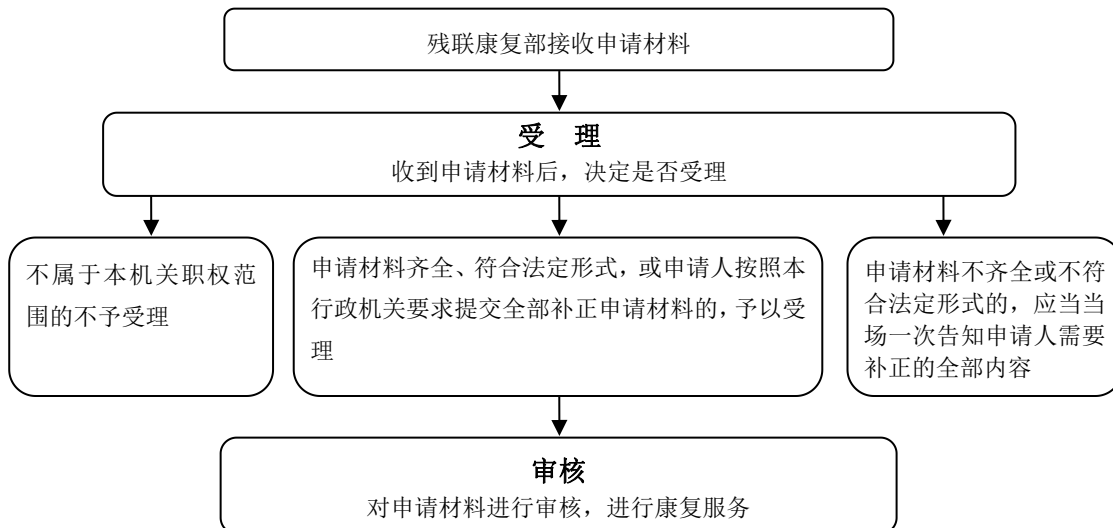 残联康复部接收申请材料
受 理
收到申请材料后，决定是否受理
不属于本机关职权范
围的不予受理
申请材料齐全、符合法定形式，或申请人按照本
行政机关要求提交全部补正申请材料的，予以受
理
申请材料不齐全或不符
合法定形式的，应当当
场一次告知申请人需要
补正的全部内容
审核
对申请材料进行审核，进行康复服务